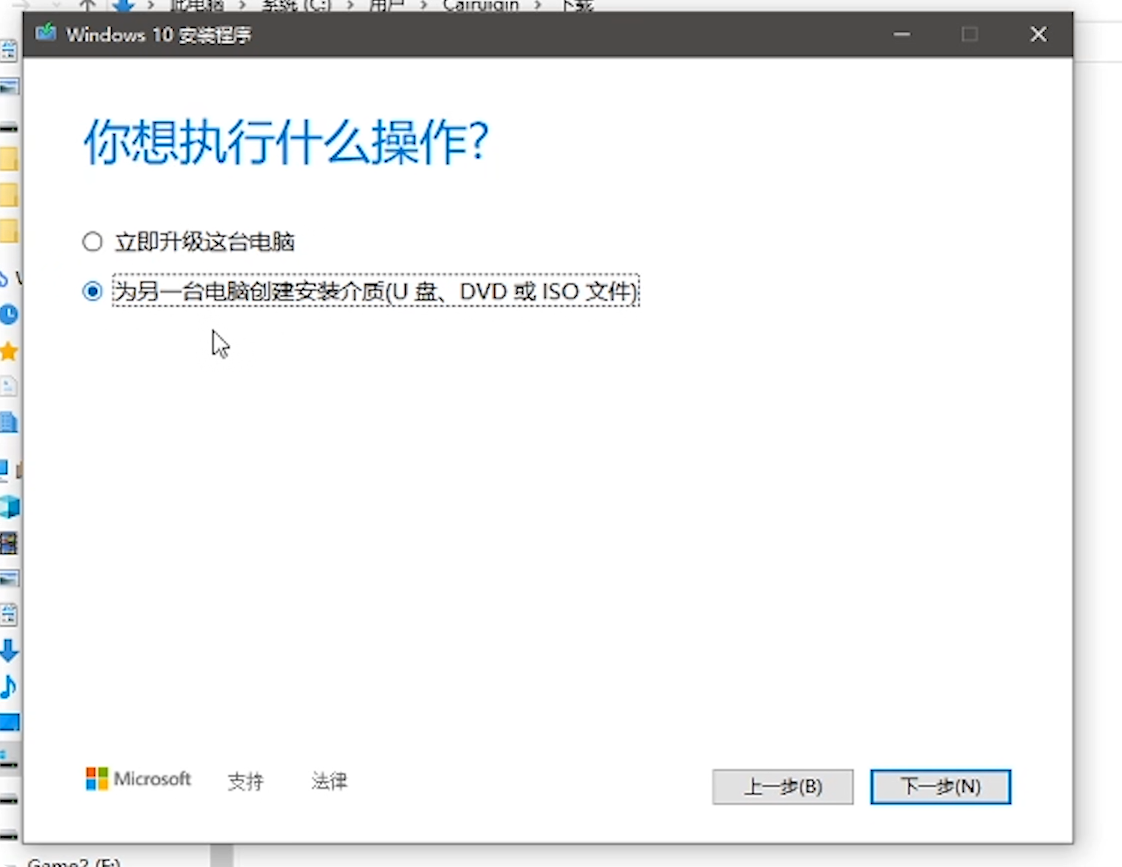 此电脑 > 系统 (C:) > 用户 > Cairuiqin > 下载
Windows 10 安装程序
你想执行什么操作?
立即升级这台电脑
为另一台电脑创建安装介质(U 盘、DVD 或 ISO 文件)
Microsoft 支持 法律
上一步(B) 下一步(N)
Game2 (F:)